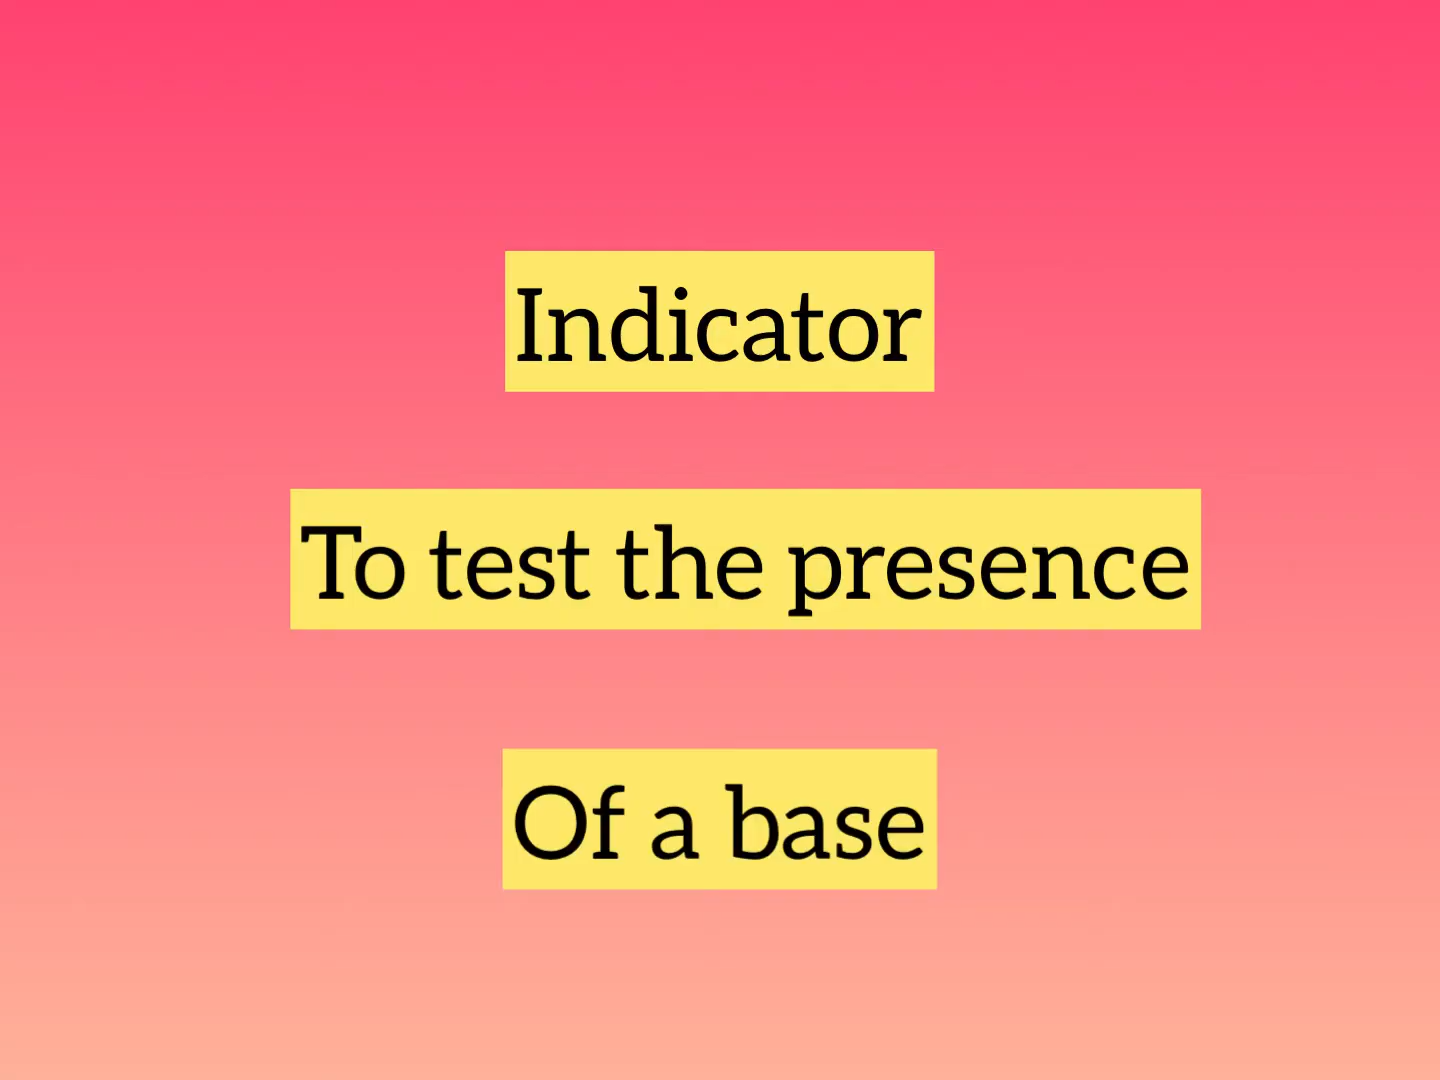 Indicator
To test the presence
Of a base